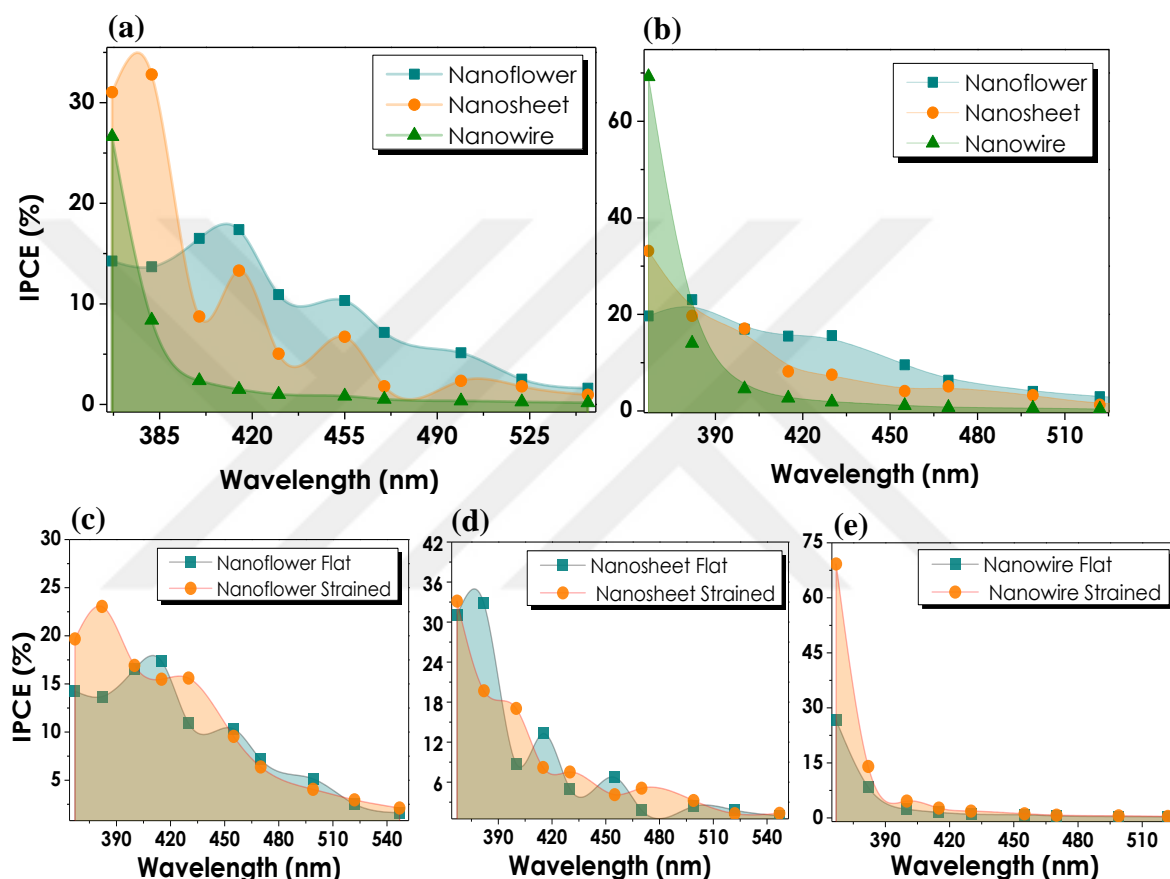 (a)
Nanoflower
Nanosheet
Nanowire
30
20
10
0
385 420 455 490 525
IPCE (%)
Wavelength (nm)
(b)
Nanoflower
Nanosheet
Nanowire
60
40
20
0
390 420 450 480 510
Wavelength (nm)
(c)
Nanoflower Flat
Nanoflower Strained
30
25
20
15
10
5
390 420 450 480 510 540
IPCE (%)
Wavelength (nm)
(d)
Nanosheet Flat
Nanosheet Strained
42
36
30
24
18
12
6
390 420 450 480 510 540
Wavelength (nm)
(e)
Nanowire Flat
Nanowire Strained
75
60
45
30
15
0
390 420 450 480 510
Wavelength (nm)